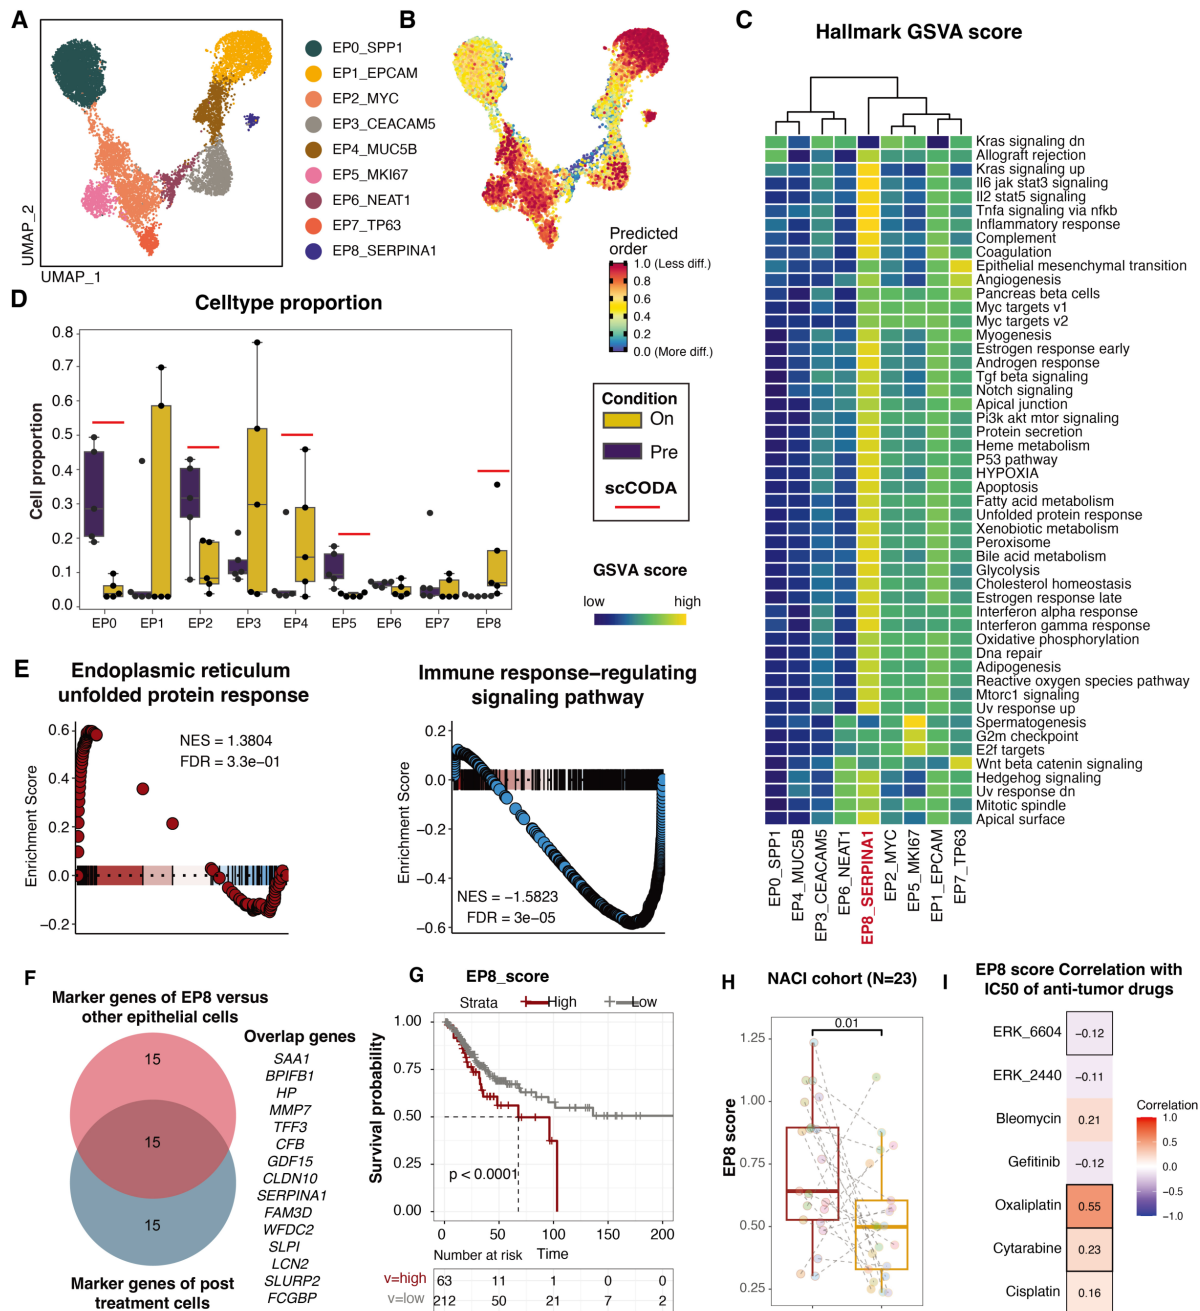 A
UMAP_2
UMAP_1
EP0_SPP1
EP1_EPCAM
EP2_MYC
EP3_CEACAM5
EP4_MUC5B
EP5_MKI67
EP6_NEAT1
EP7_TP63
EP8_SERPINA1
B
Predicted
order
1.0 (Less diff.)
0.8
0.6
0.4
0.2
0.0 (More diff.)
C
Hallmark GSVA score
Kras signaling dn
Allograft rejection
Kras signaling up
Il6 jak stat3 signaling
Il2 stat5 signaling
Tnfa signaling via nfkb
Inflammatory response
Complement
Coagulation
Epithelial mesenchymal transition
Angiogenesis
Pancreas beta cells
Myc targets v1
Myc targets v2
Myogenesis
Estrogen response early
Androgen response
Tgf beta signaling
Notch signaling
Apical junction
Pi3k akt mtor signaling
Protein secretion
Heme metabolism
P53 pathway
HYPOXIA
Apoptosis
Fatty acid metabolism
Unfolded protein response
Xenobiotic metabolism
Peroxisome
Bile acid metabolism
Glycolysis
Cholesterol homeostasis
Estrogen response late
Interferon alpha response
Interferon gamma response
Oxidative phosphorylation
Dna repair
Adipogenesis
Reactive oxygen species pathway
Mtorc1 signaling
Uv response up
Spermatogenesis
G2m checkpoint
E2f targets
Wnt beta catenin signaling
Hedgehog signaling
Uv response dn
Mitotic spindle
Apical surface
EP0_SPP1
EP4_MUC5B
EP3_CEACAM5
EP6_NEAT1
EP8_SERPINA1
EP2_MYC
EP5_MKI67
EP1_EPCAM
EP7_TP63
D
Celltype proportion
Cell proportion
0.8
0.7
0.6
0.5
0.4
0.3
0.2
0.1
0.0
EP0 EP1 EP2 EP3 EP4 EP5 EP6 EP7 EP8
Condition
On
Pre
scCODA
GSVA score
low high
E
Endoplasmic reticulum
unfolded protein response
Enrichment Score
0.6
0.4
0.2
0.0
−0.2
NES = 1.3804
FDR = 3.3e−01
Immune response−regulating
signaling pathway
Enrichment Score
0.2
0.0
−0.2
−0.4
−0.6
NES = −1.5823
FDR = 3e−05
F
Marker genes of EP8 versus
other epithelial cells
15
15
15
Marker genes of post
treatment cells
Overlap genes
SAA1
BPIFB1
HP
MMP7
TFF3
CFB
GDF15
CLDN10
SERPINA1
FAM3D
WFDC2
SLPI
LCN2
SLURP2
FCGBP
G
EP8_score
Strata High Low
Survival probability
1.00
0.75
0.50
0.25
0.00
p < 0.0001
0 50 100 150 200
Number at risk Time
v=high 63 11 1 0 0
v=low 212 50 21 7 2
H
NACI cohort (N=23)
EP8 score
0.01
1.25
1.00
0.75
0.50
0.25
I
EP8 score Correlation with
IC50 of anti-tumor drugs
ERK_6604 −0.12
ERK_2440 −0.11
Bleomycin 0.21
Gefitinib −0.12
Oxaliplatin 0.55
Cytarabine 0.23
Cisplatin 0.16
Correlation
1.0
0.5
0.0
−0.5
−1.0